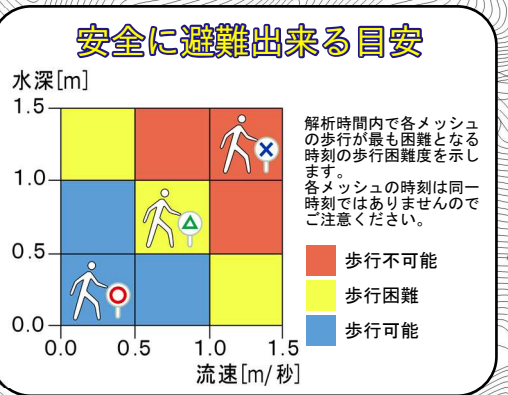 安全に避難出来る目安
水深[m]
1.5
1.0
0.5
0.0
0.0 0.5 1.0 1.5
流速[m/秒]
解析時間内で各メッシュ
の歩行が最も困難となる
時刻の歩行困難度を示し
ます。
各メッシュの時刻は同一
時刻ではありませんので
ご注意ください。
歩行不可能
歩行困難
歩行可能